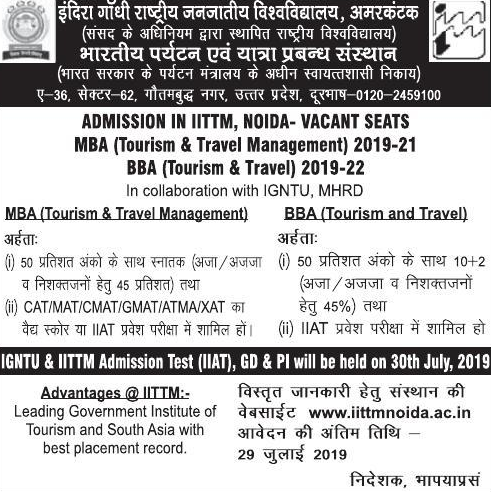 इंदिरा गाँधी राष्ट्रीय जनजातीय विश्वविद्यालय, अमरकंटक
(संसद के अधिनियम द्वारा स्थापित राष्ट्रीय विश्वविद्यालय)
भारतीय पर्यटन एवं यात्रा प्रबन्ध संस्थान
(भारत सरकार के पर्यटन मंत्रालय के अधीन स्वायत्तशासी निकाय)
ए-36, सेक्टर-62, गौतमबुद्ध नगर, उत्तर प्रदेश, दूरभाष-0120-2459100
ADMISSION IN IITTM, NOIDA- VACANT SEATS
MBA (Tourism & Travel Management) 2019-21
BBA (Tourism & Travel) 2019-22
In collaboration with IGNTU, MHRD
MBA (Tourism & Travel Management)
अर्हताः
(i) 50 प्रतिशत अंको के साथ स्नातक (अजा/अजजा
व निशक्तजनों हेतु 45 प्रतिशत) तथा
(ii) CAT/MAT/CMAT/GMAT/ATMA/XAT का
वैद्य स्कोर या IIAT प्रवेश परीक्षा में शामिल हों।
BBA (Tourism and Travel)
अर्हताः
(i) 50 प्रतिशत अंको के साथ 10+2
(अजा/अजजा व निशक्तजनों
हेतु 45%) तथा
(ii) IIAT प्रवेश परीक्षा में शामिल हो
IGNTU & IITTM Admission Test (IIAT), GD & PI will be held on 30th July, 2019
Advantages @ IITTM:-
Leading Government Institute of
Tourism and South Asia with
best placement record.
विस्तृत जानकारी हेतु संस्थान की
वेबसाईट www.iittmnoida.ac.in
आवेदन की अंतिम तिथि -
29 जुलाई 2019
निदेशक, भापयाप्रसं